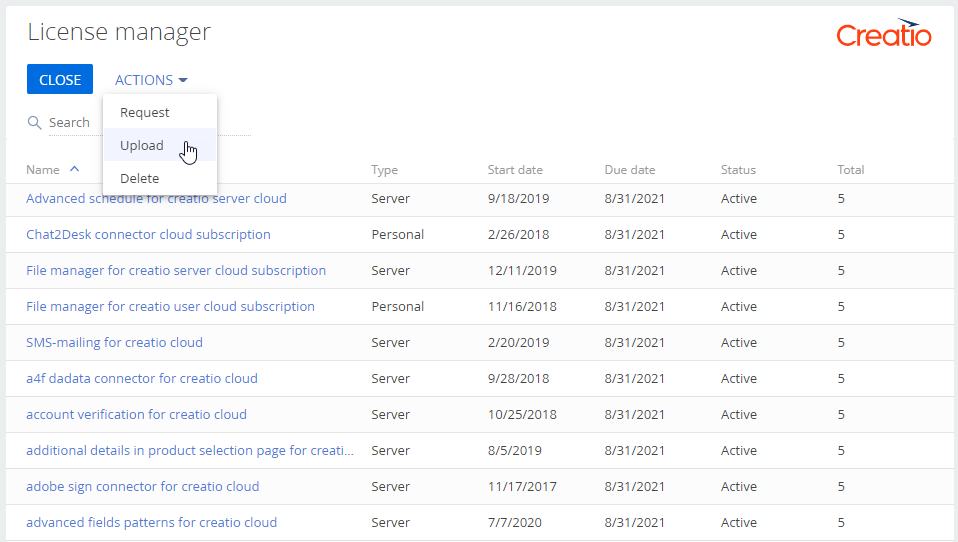 License manager
Creatio
CLOSE ACTIONS
Request
Search
Upload
Delete
Name Type Start date Due date Status Total
Advanced schedule for creatio server cloud Server 9/18/2019 8/31/2021 Active 5
Chat2Desk connector cloud subscription Personal 2/26/2018 8/31/2021 Active 5
File manager for creatio server cloud subscription Server 12/11/2019 8/31/2021 Active 5
File manager for creatio user cloud subscription Personal 11/16/2018 8/31/2021 Active 5
SMS-mailing for creatio cloud Server 2/20/2019 8/31/2021 Active 5
a4f dadata connector for creatio cloud Server 9/28/2018 8/31/2021 Active 5
account verification for creatio cloud Server 10/25/2018 8/31/2021 Active 5
additional details in product selection page for creati... Server 8/5/2019 8/31/2021 Active 5
adobe sign connector for creatio cloud Server 11/17/2017 8/31/2021 Active 5
advanced fields patterns for creatio cloud Server 7/7/2020 8/31/2021 Active 5